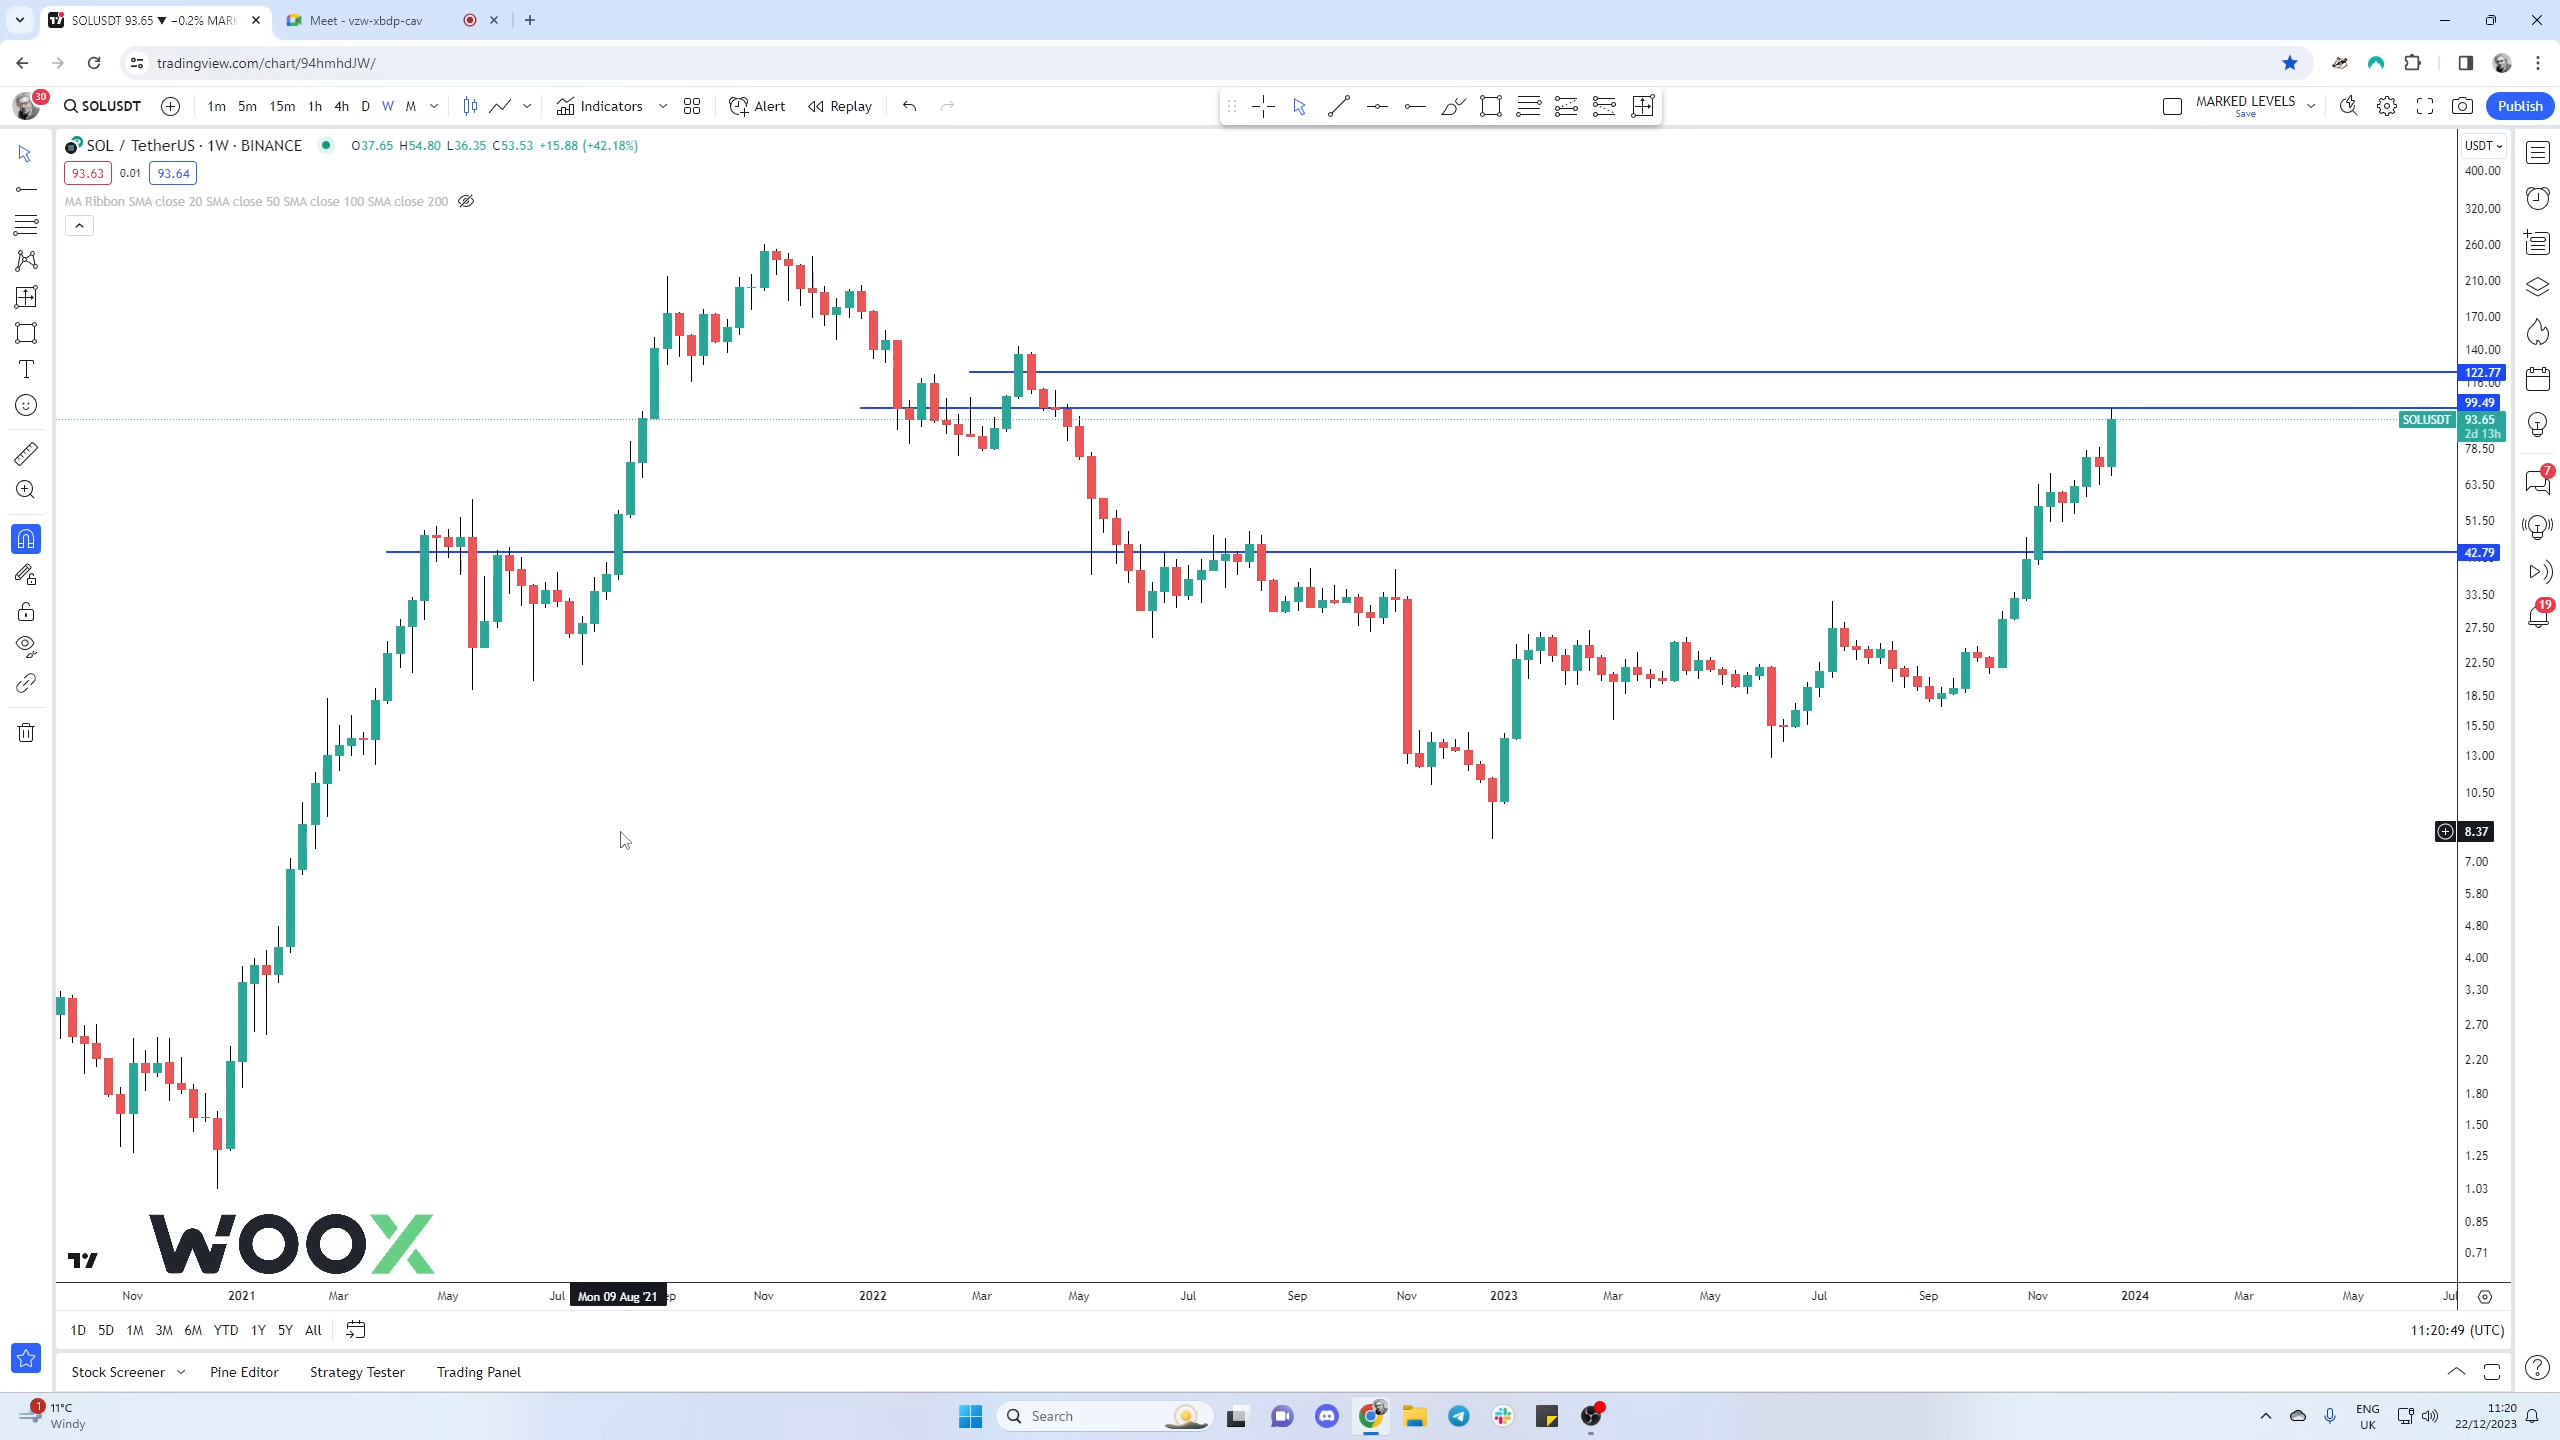 SOLUSDT 93.65 ▼ −0.2% MARK
Meet - vzw-xbdp-cav
tradingview.com/chart/94hmhdJW/
30
SOLUSDT
1m 5m 15m 1h 4h D W M
Indicators
Alert
Replay
MARKED LEVELS
Save
Publish
SOL / TetherUS · 1W · BINANCE
O37.65 H54.80 L36.35 C53.53 +15.88 (+42.18%)
USDT
93.63 0.01 93.64
MA Ribbon SMA close 20 SMA close 50 SMA close 100 SMA close 200
400.00
320.00
260.00
210.00
170.00
140.00
122.77
116.00
99.49
SOLUSDT 93.65
2d 13h
78.50
63.50
51.50
42.79
33.50
27.50
22.50
18.50
15.50
13.00
10.50
8.37
7.00
5.80
4.80
4.00
3.30
2.70
2.20
1.80
1.50
1.25
1.03
0.85
0.71
7
19
WOOX
Nov 2021 Mar May Jul Mon 09 Aug '21 ep Nov 2022 Mar May Jul Sep Nov 2023 Mar May Jul Sep Nov 2024 Mar May Jul
1D 5D 1M 3M 6M YTD 1Y 5Y All
11:20:49 (UTC)
Stock Screener Pine Editor Strategy Tester Trading Panel
1
11°C
Windy
Search
ENG
UK
11:20
22/12/2023